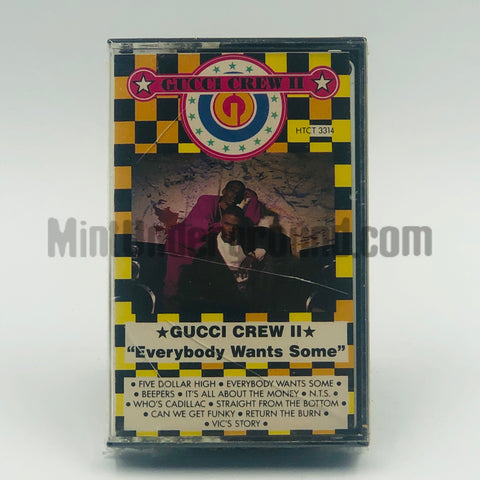 GUCCI CREW II
G
HTCT 3314
MintUnderground.com
★GUCCI CREW II★
“Everybody Wants Some”
• FIVE DOLLAR HIGH • EVERYBODY WANTS SOME
• BEEPERS • IT'S ALL ABOUT THE MONEY • N.T.S. •
WHO'S CADILLAC • STRAIGHT FROM THE BOTTOM •
• CAN WE GET FUNKY • RETURN THE BURN •
• VIC'S STORY •